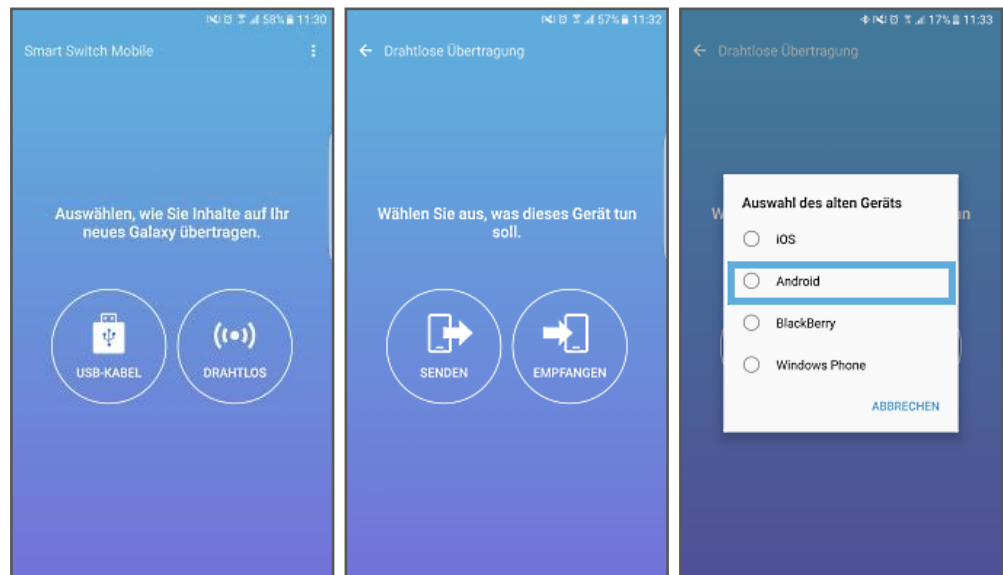 58% 11:30
Smart Switch Mobile
Auswählen, wie Sie Inhalte auf Ihr
neues Galaxy übertragen.
USB-KABEL
DRAHTLOS
57% 11:32
Drahtlose Übertragung
Wählen Sie aus, was dieses Gerät tun
soll.
SENDEN
EMPFANGEN
17% 11:33
Drahtlose Übertragung
Auswahl des alten Geräts
iOS
Android
BlackBerry
Windows Phone
ABBRECHEN